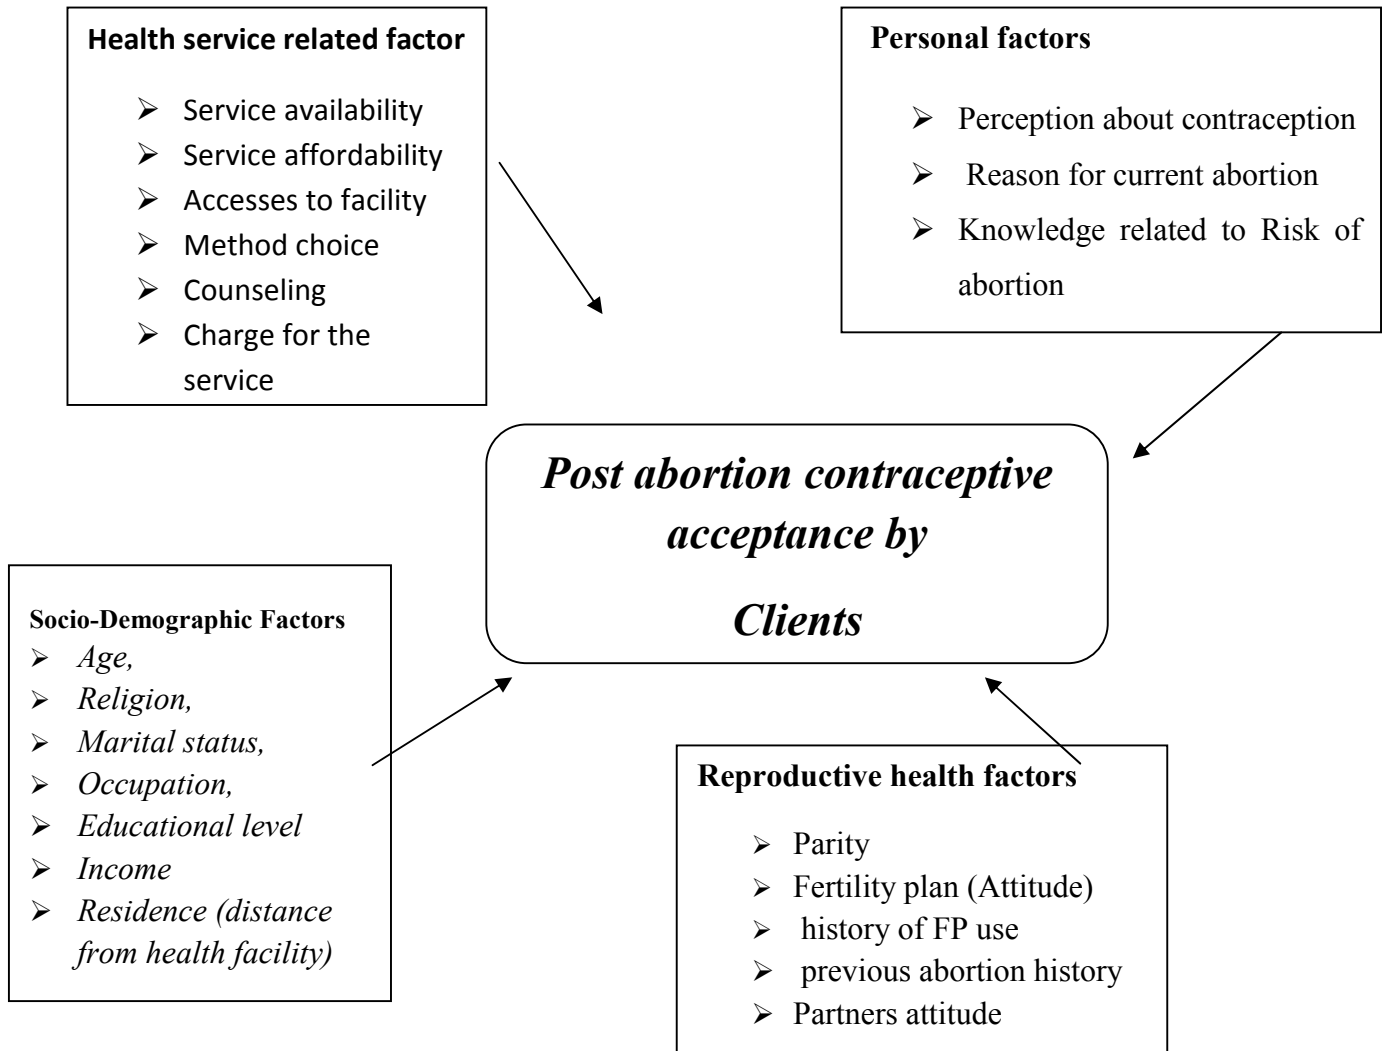 Health service related factor
➢ Service availability
➢ Service affordability
➢ Accesses to facility
➢ Method choice
➢ Counseling
➢ Charge for the
service
Personal factors
➢ Perception about contraception
➢ Reason for current abortion
➢ Knowledge related to Risk of
abortion
Post abortion contraceptive
acceptance by
Clients
Socio-Demographic Factors
➢ Age,
➢ Religion,
➢ Marital status,
➢ Occupation,
➢ Educational level
➢ Income
➢ Residence (distance
from health facility)
Reproductive health factors
➢ Parity
➢ Fertility plan (Attitude)
➢ history of FP use
➢ previous abortion history
➢ Partners attitude